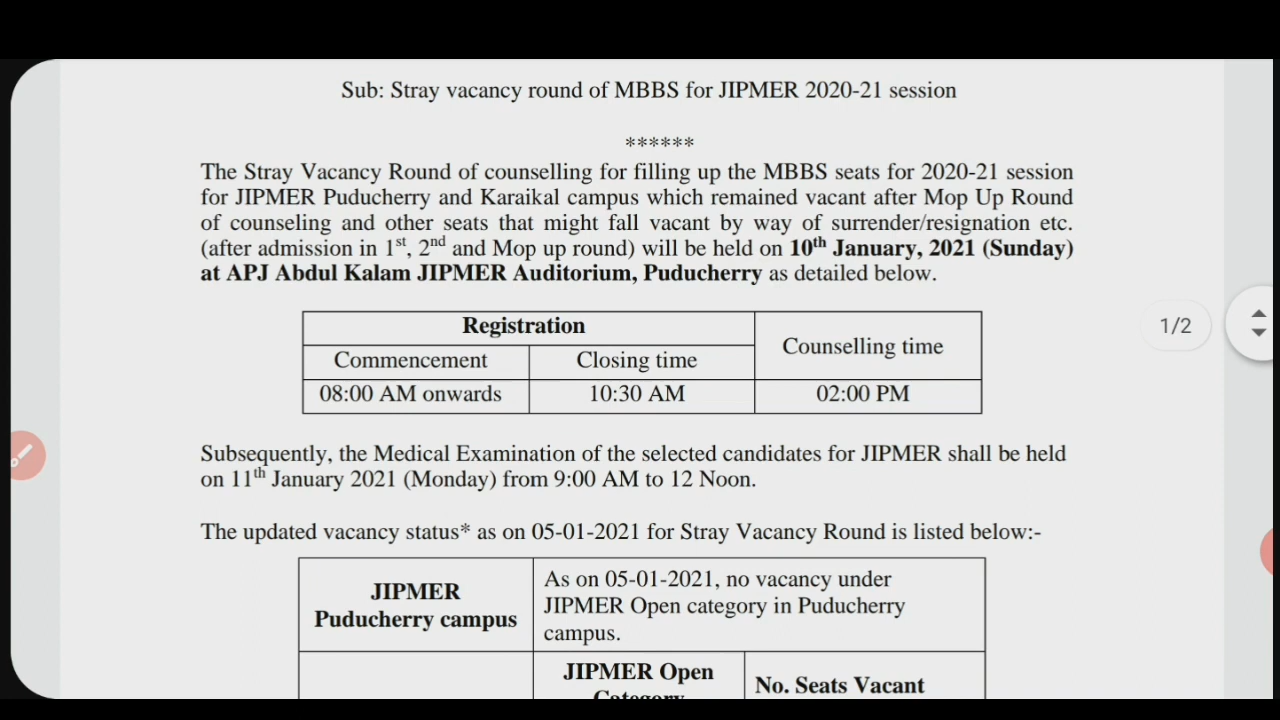 Sub: Stray vacancy round of MBBS for JIPMER 2020-21 session
******
The Stray Vacancy Round of counselling for filling up the MBBS seats for 2020-21 session
for JIPMER Puducherry and Karaikal campus which remained vacant after Mop Up Round
of counseling and other seats that might fall vacant by way of surrender/resignation etc.
(after admission in 1st, 2nd and Mop up round) will be held on 10th January, 2021 (Sunday)
at APJ Abdul Kalam JIPMER Auditorium, Puducherry as detailed below.
Registration
Counselling time
Commencement Closing time
08:00 AM onwards 10:30 AM 02:00 PM
1/2
Subsequently, the Medical Examination of the selected candidates for JIPMER shall be held
on 11th January 2021 (Monday) from 9:00 AM to 12 Noon.
The updated vacancy status* as on 05-01-2021 for Stray Vacancy Round is listed below:-
JIPMER
Puducherry campus
As on 05-01-2021, no vacancy under
JIPMER Open category in Puducherry
campus.
JIPMER Open
Category
No. Seats Vacant